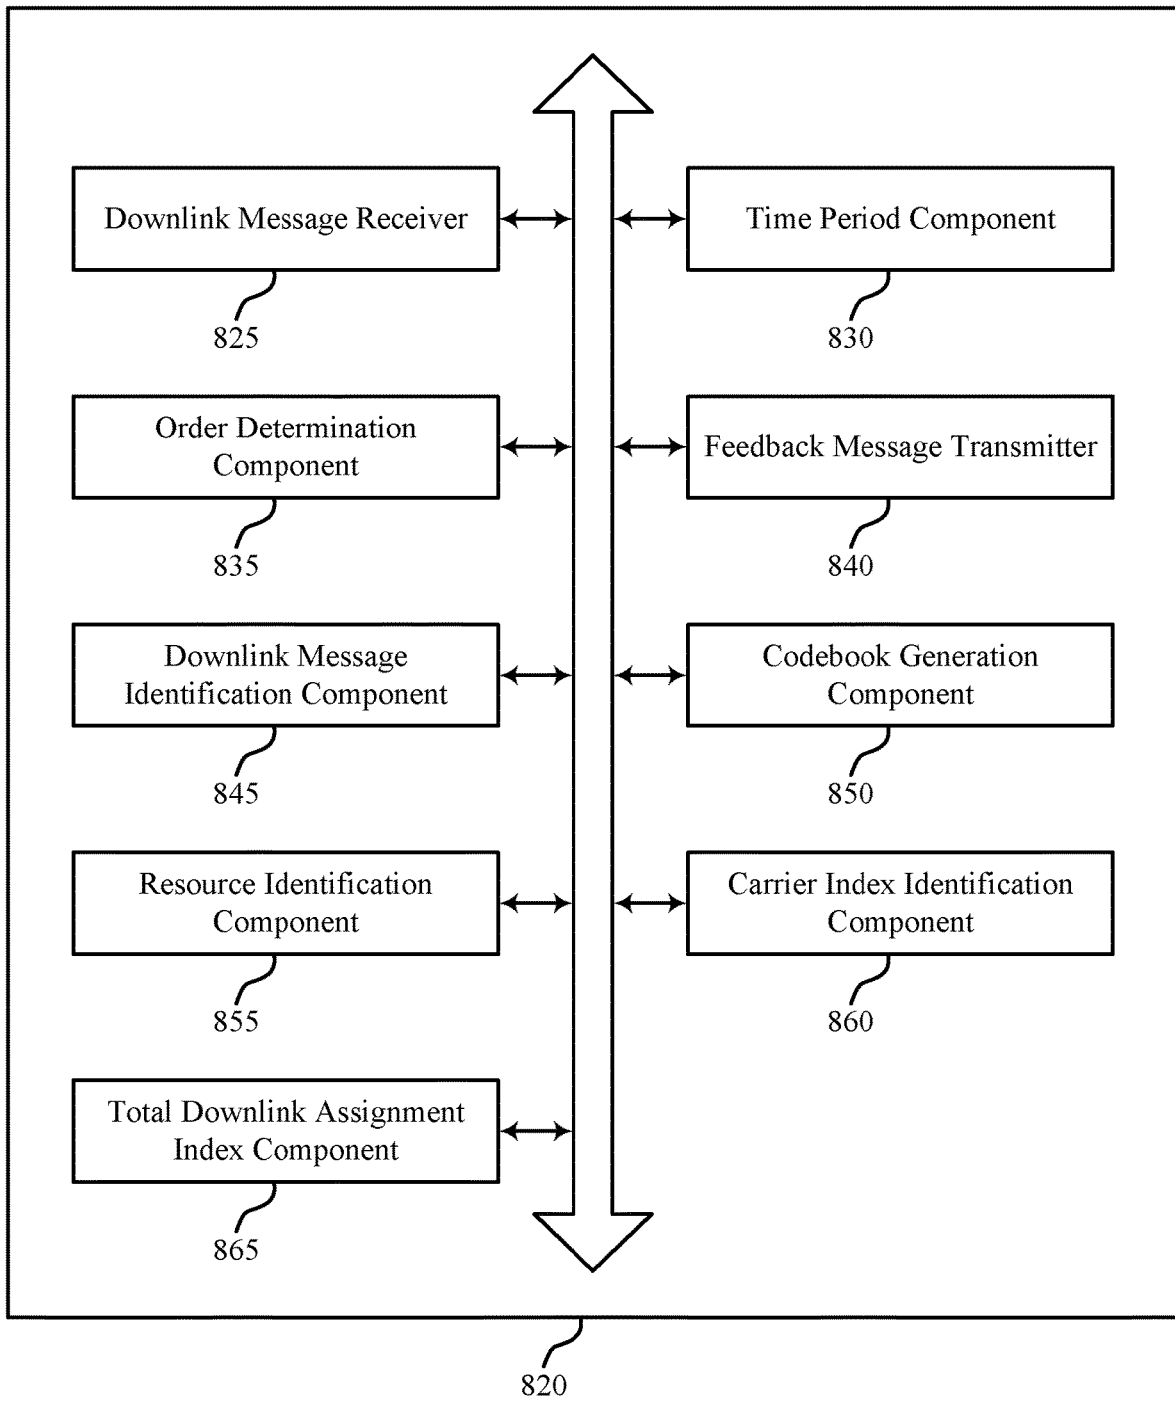 Downlink Message Receiver
825
Time Period Component
830
Order Determination
Component
835
Feedback Message Transmitter
840
Downlink Message
Identification Component
845
Codebook Generation
Component
850
Resource Identification
Component
855
Carrier Index Identification
Component
860
Total Downlink Assignment
Index Component
865
820